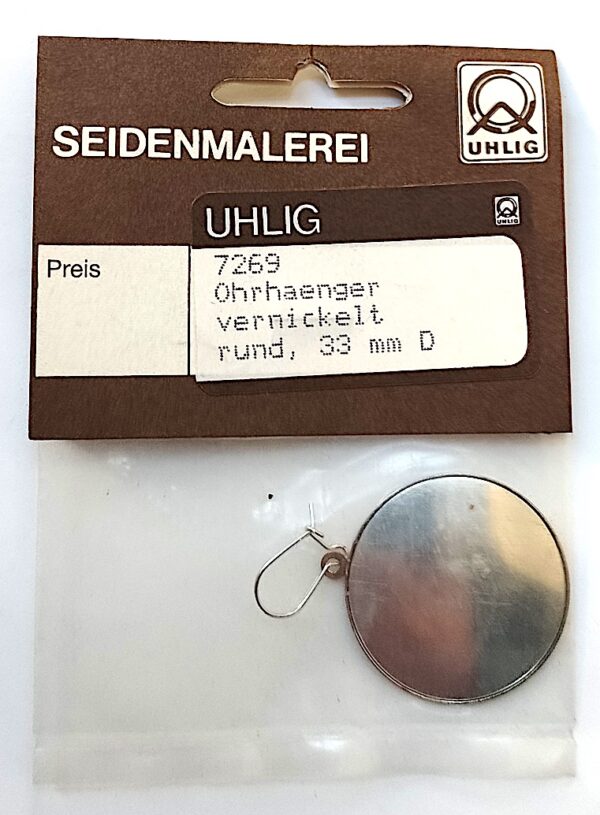 SEIDENMALEREI
UHLIG
UHLIG
UHLIG
Preis
7269
Ohrhaenger
vernickelt
rund, 33 mm D